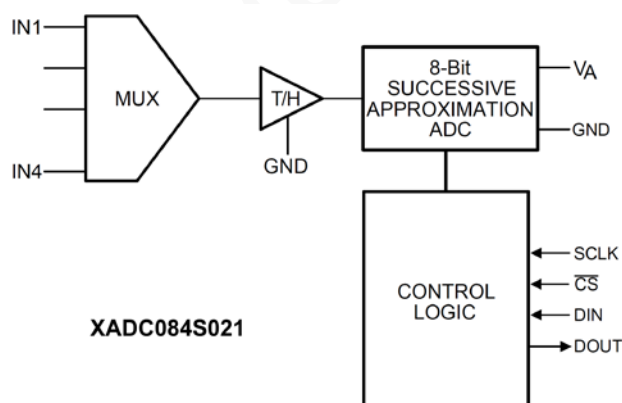 IN1
IN4
MUX
T/H
GND
8-Bit
SUCCESSIVE
APPROXIMATION
ADC
VA
GND
CONTROL
LOGIC
SCLK
CS
DIN
DOUT
XADC084S021